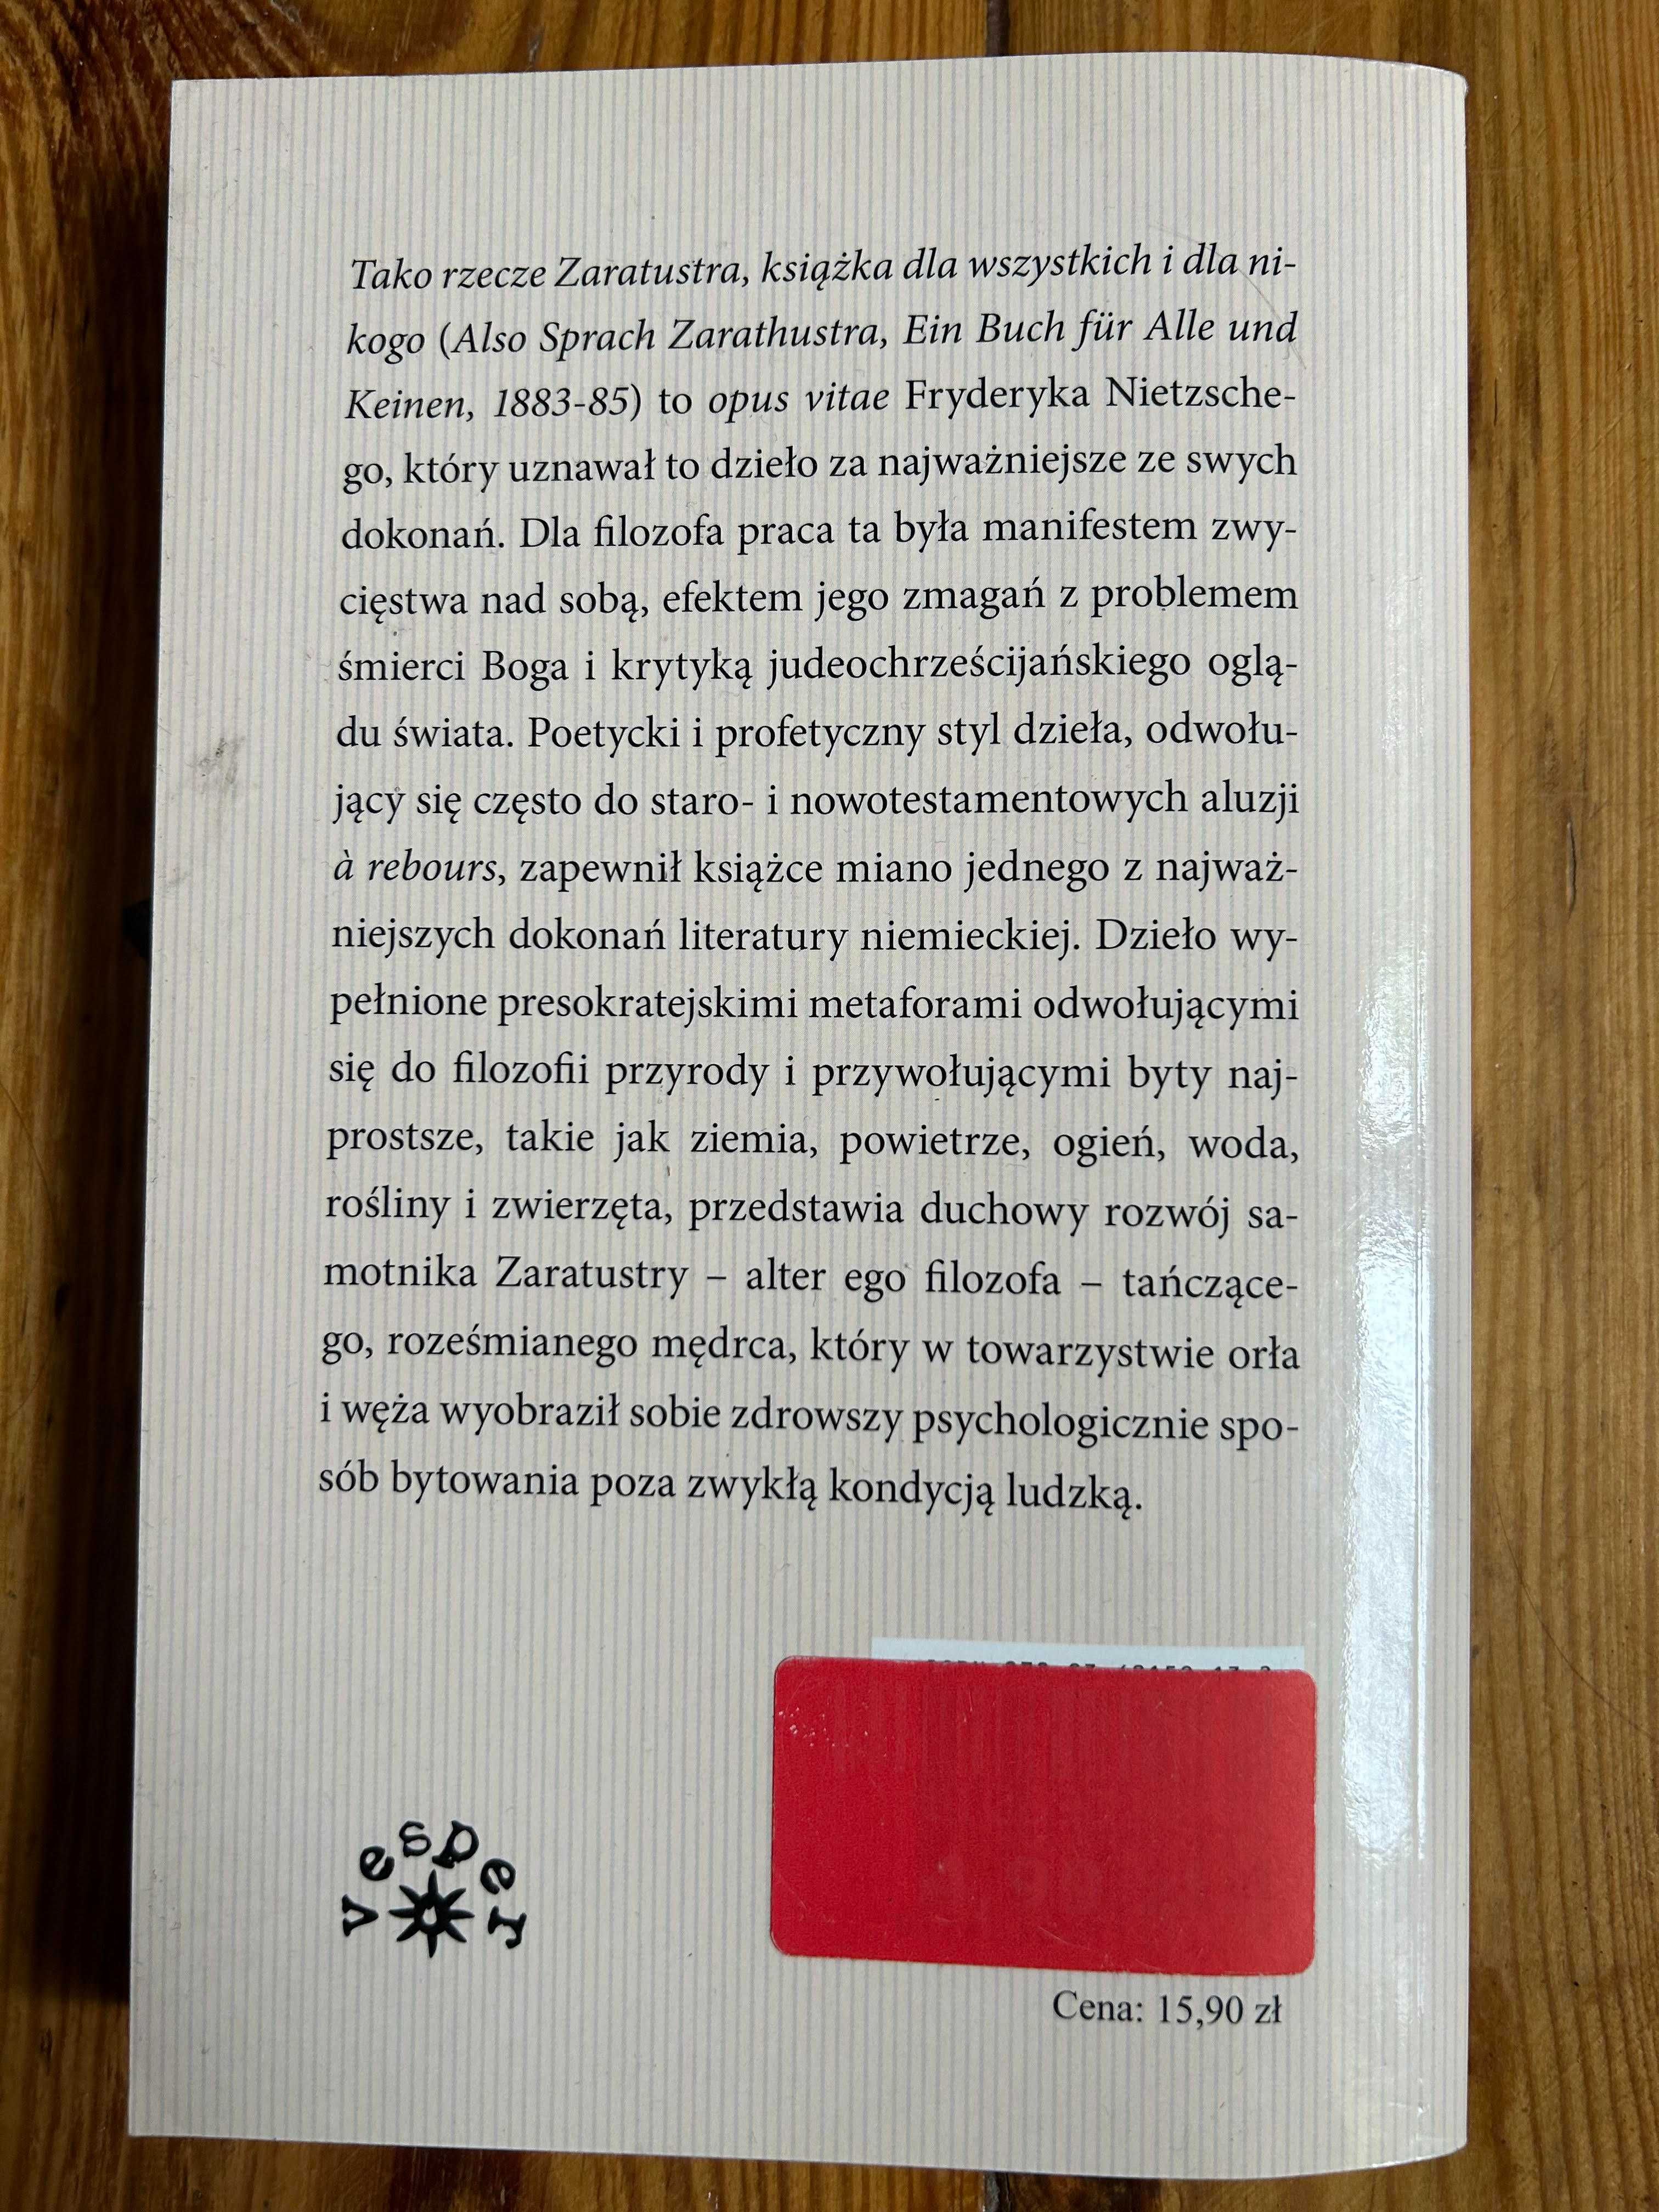 Tako rzecze Zaratustra, książka dla wszystkich i dla ni-
kogo (Also Sprach Zarathustra, Ein Buch für Alle und
Keinen, 1883-85) to opus vitae Fryderyka Nietzsche-
go, który uznawał to dzieło za najważniejsze ze swych
dokonań. Dla filozofa praca ta była manifestem zwy-
cięstwa nad sobą, efektem jego zmagań z problemem
śmierci Boga i krytyką judeochrześcijańskiego oglą-
du świata. Poetycki i profetyczny styl dzieła, odwołu-
jący się często do staro- i nowotestamentowych aluzji
à rebours, zapewnił książce miano jednego z najważ-
niejszych dokonań literatury niemieckiej. Dzieło wy-
pełnione presokratejskimi metaforami odwołującymi
się do filozofii przyrody i przywołującymi byty naj-
prostsze, takie jak ziemia, powietrze, ogień, woda,
rośliny i zwierzęta, przedstawia duchowy rozwój sa-
motnika Zaratustry – alter ego filozofa – tańczące-
go, roześmianego mędrca, który w towarzystwie orła
i węża wyobraził sobie zdrowszy psychologicznie spo-
sób bytowania poza zwykłą kondycją ludzką.
vesper
Cena: 15,90 zł